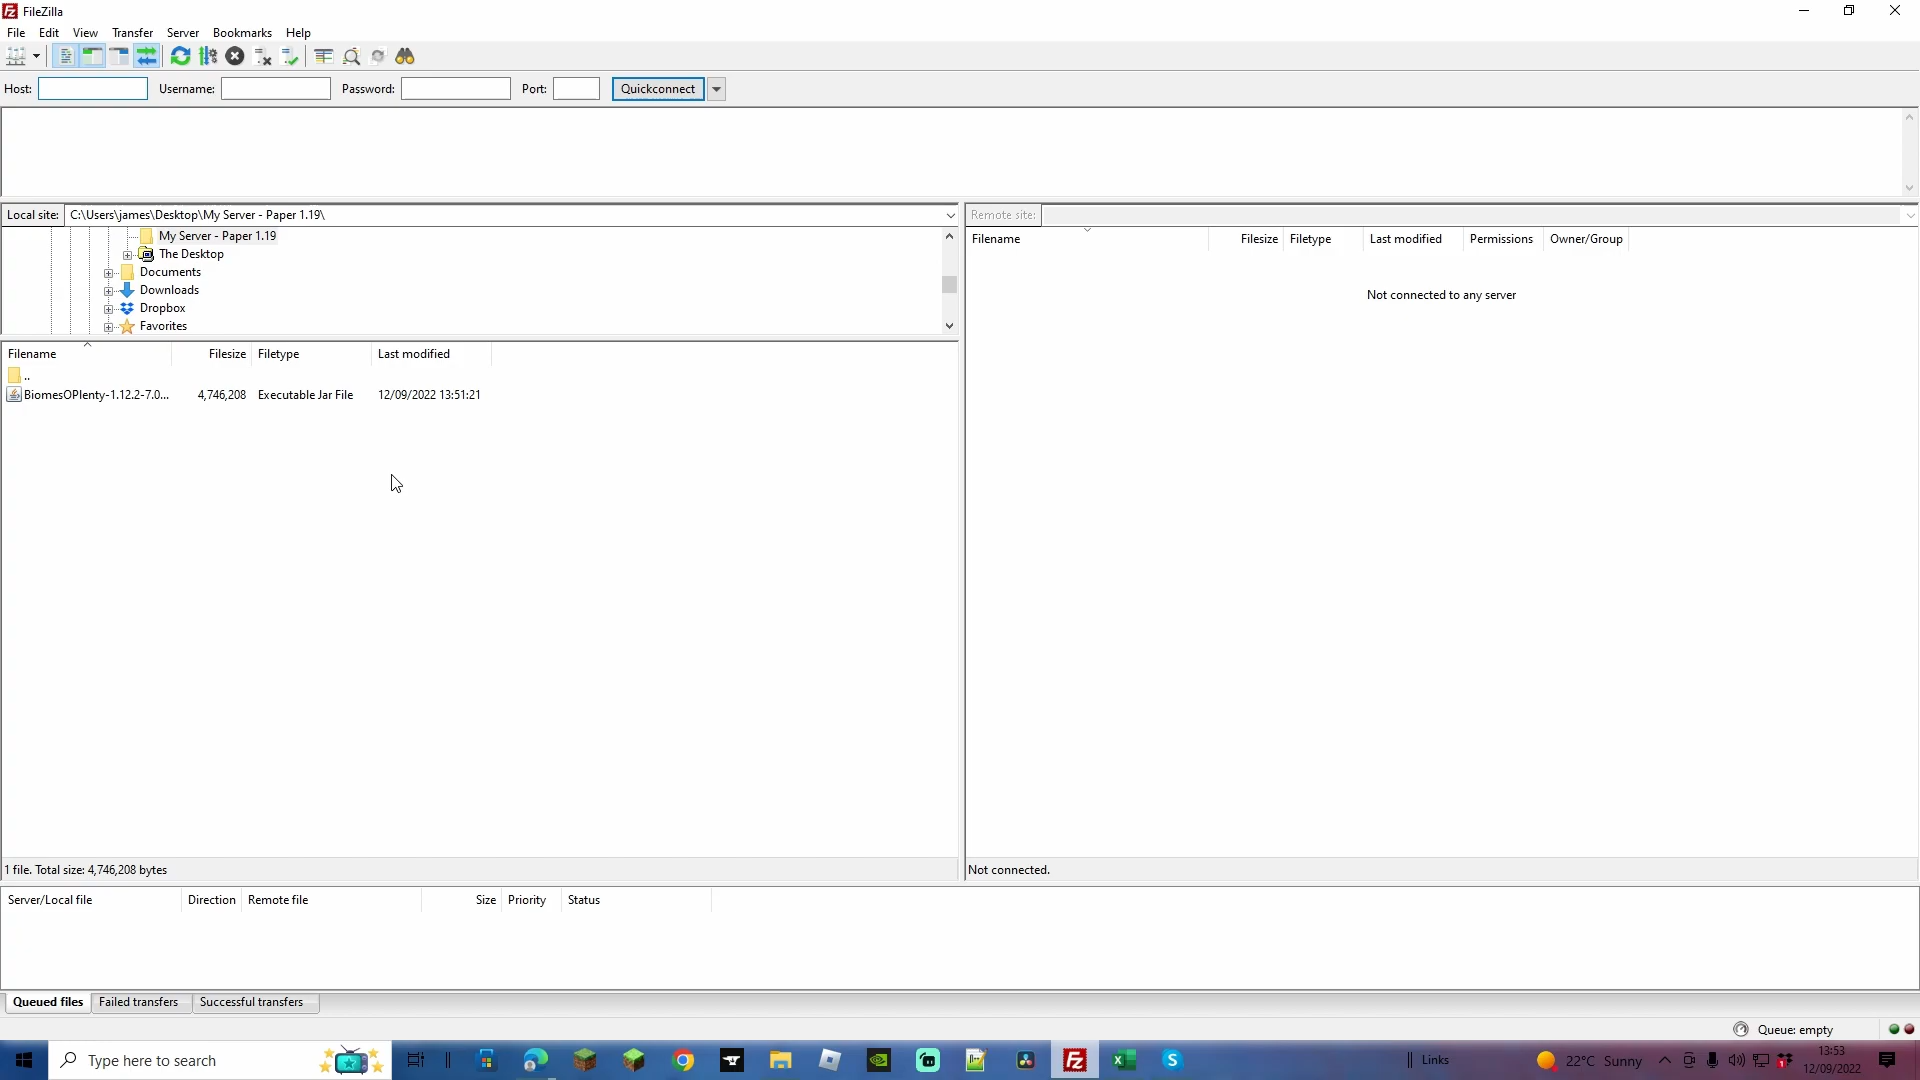 FileZilla
File Edit View Transfer Server Bookmarks Help
Host: Username: Password: Port: Quickconnect
Local site: C:\Users\james\Desktop\My Server - Paper 1.19\
Remote site:
My Server - Paper 1.19
The Desktop
Documents
Downloads
Dropbox
Favorites
Filename Filesize Filetype Last modified
..
BiomesOPlenty-1.12.2-7.0... 4,746,208 Executable Jar File 12/09/2022 13:51:21
1 file. Total size: 4,746,208 bytes
Filename Filesize Filetype Last modified Permissions Owner/Group
Not connected to any server
Not connected.
Server/Local file Direction Remote file Size Priority Status
Queued files Failed transfers Successful transfers
Queue: empty
Type here to search
Links
22°C Sunny
13:53
12/09/2022